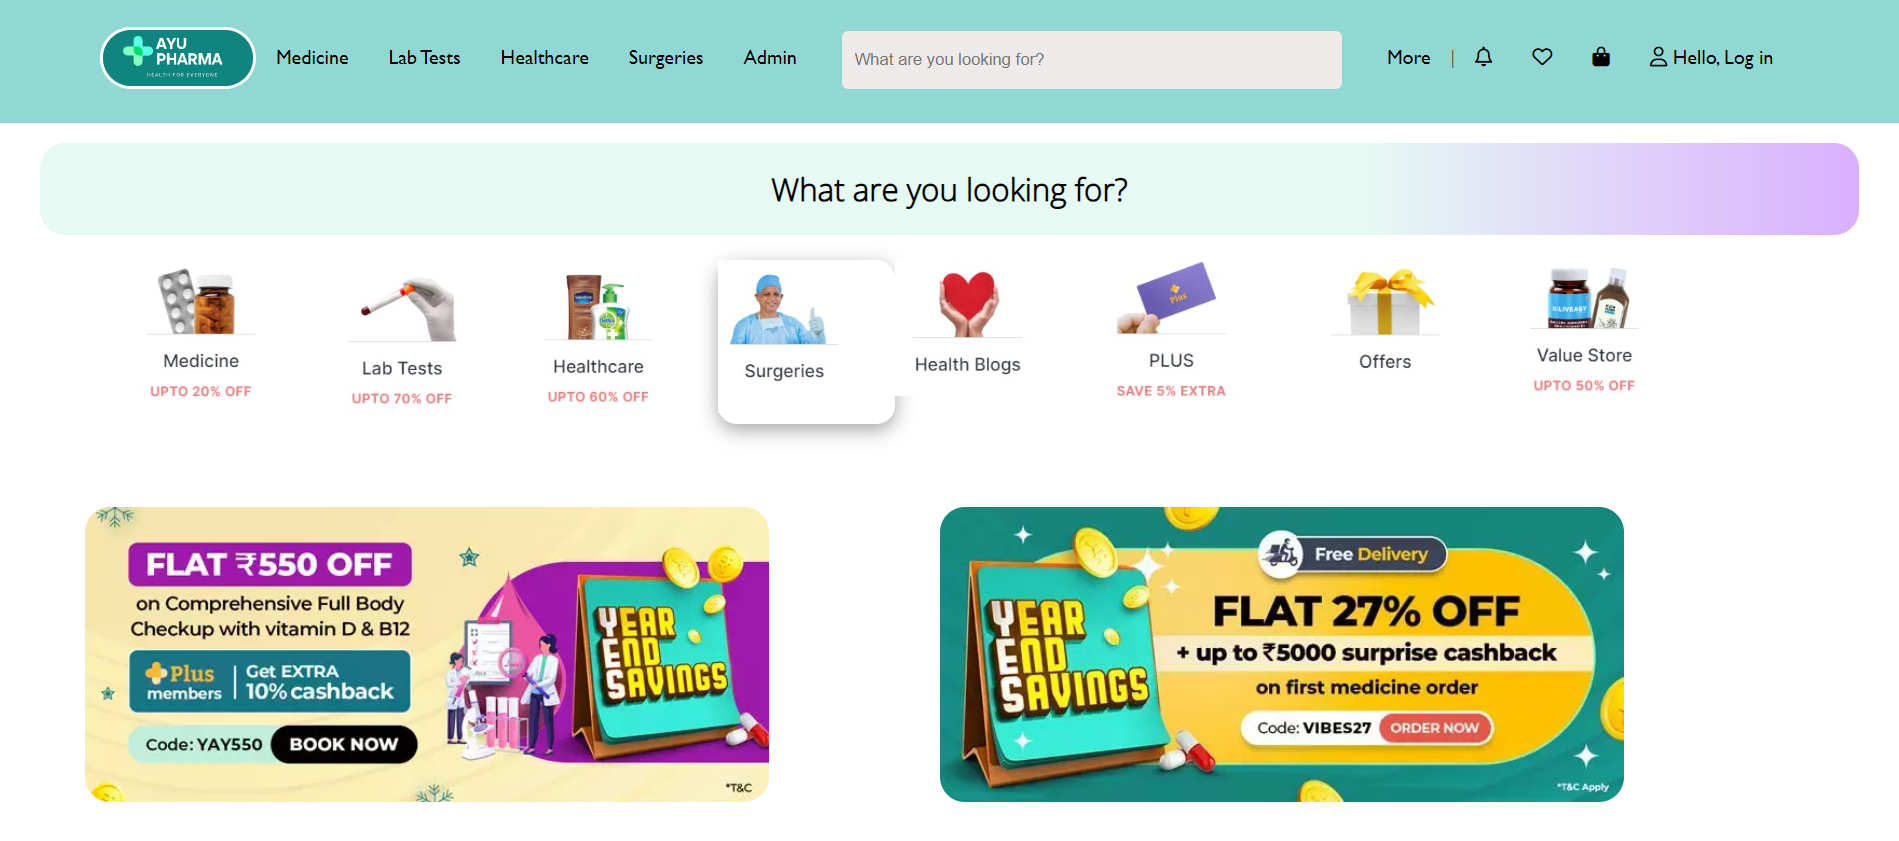 AYU
PHARMA
HEALTH FOR EVERYONE
Medicine
Lab Tests
Healthcare
Surgeries
Admin
What are you looking for?
More
|
Hello, Log in
What are you looking for?
Medicine
UPTO 20% OFF
Lab Tests
UPTO 70% OFF
Healthcare
UPTO 60% OFF
Surgeries
Health Blogs
Plus
PLUS
SAVE 5% EXTRA
Offers
LIVEASY
Value Store
UPTO 50% OFF
FLAT ₹550 OFF
on Comprehensive Full Body
Checkup with vitamin D & B12
Plus
members
Get EXTRA
10% cashback
Code: YAY550
BOOK NOW
YEAR
END
SAVINGS
*T&C
YEAR
END
SAVINGS
Free Delivery
FLAT 27% OFF
+ up to ₹5000 surprise cashback
on first medicine order
Code: VIBES27
ORDER NOW
*T&C Apply